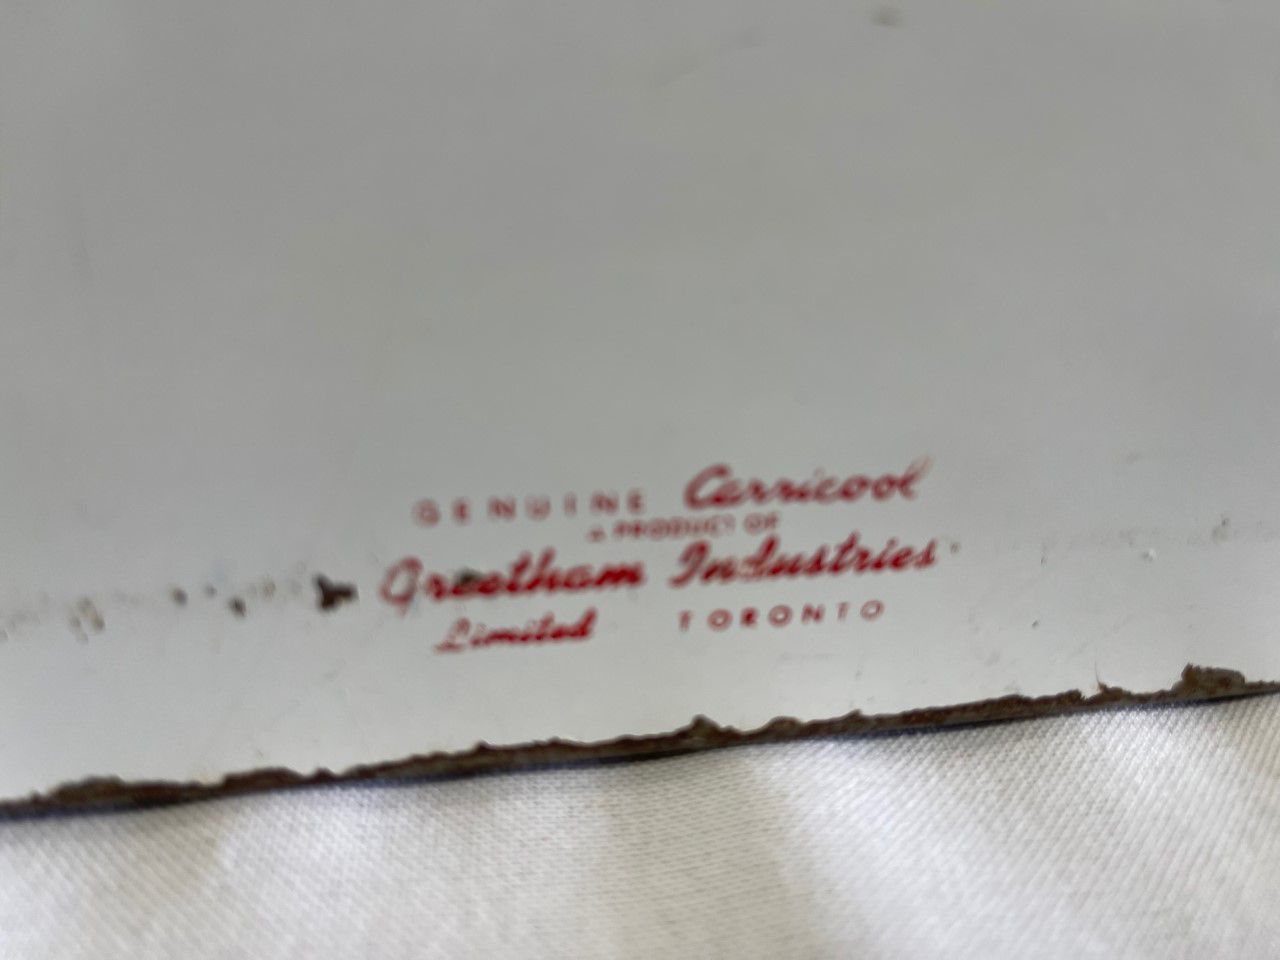 GENUINE Carricool
A PRODUCT OF
Greetham Industries
Limited TORONTO